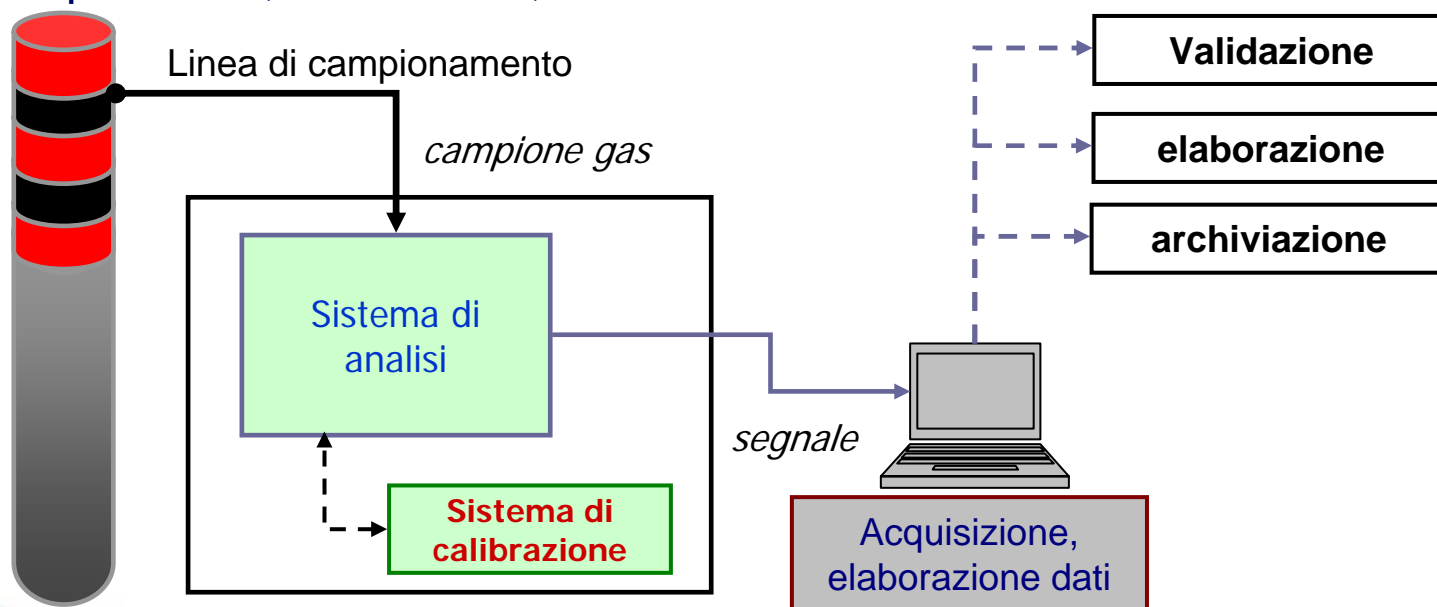 Linea di campionamento
campione gas
Sistema di
analisi
Sistema di
calibrazione
segnale
Acquisizione,
elaborazione dati
Validazione
elaborazione
archiviazione